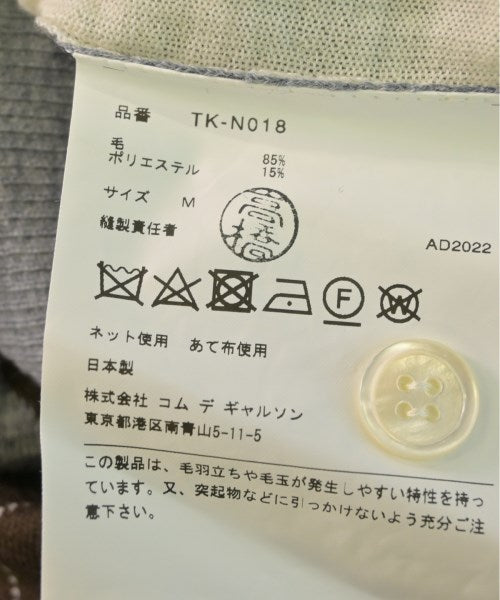 品番 TK-N018
毛 85%
ポリエステル 15%
サイズ M
縫製責任者 高橋
AD2022
F W
ネット使用 あて布使用
日本製
株式会社 コム デ ギャルソン
東京都港区南青山5-11-5
この製品は、毛羽立ちや毛玉が発生しやすい特性を持っ
ています。又、突起物などに引っかけないよう充分ご注
意下さい。